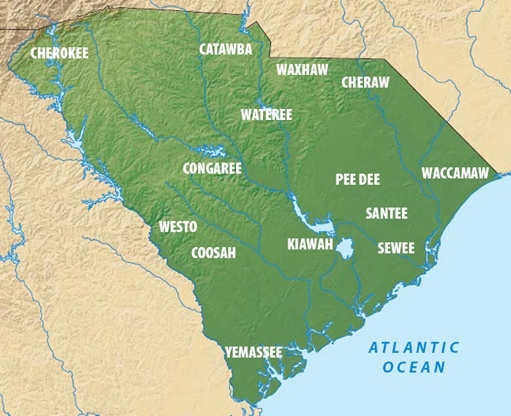 CHEROKEE
CATAWBA
WAXHAW
CHERAW
WATEREE
CONGAREE
PEE DEE
WACCAMAW
SANTEE
WESTO
COOSAH
KIAWAH
SEWEE
YEMASSEE
ATLANTIC
OCEAN